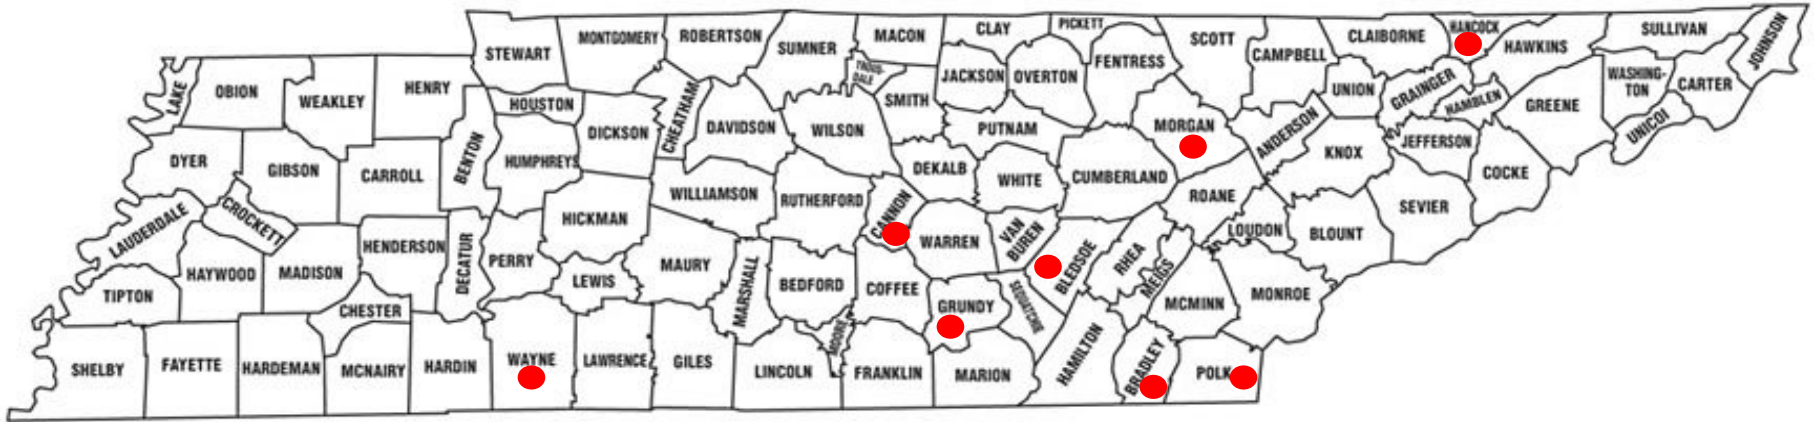 STEWART
MONTGOMERY
ROBERTSON
SUMNER
MACON
TROUS-
DALE
CLAY
PICKETT
SCOTT
CAMPBELL
CLAIBORNE
HANCOCK
HAWKINS
SULLIVAN
JOHNSON
LAKE
OBION
WEAKLEY
HENRY
HOUSTON
DICKSON
CHEATHAM
DAVIDSON
WILSON
SMITH
JACKSON
OVERTON
FENTRESS
UNION
GRAINGER
HAMBLEN
GREENE
WASHING-
TON
CARTER
UNICOI
DYER
GIBSON
CARROLL
BENTON
HUMPHREYS
WILLIAMSON
RUTHERFORD
CANNON
DEKALB
PUTNAM
WHITE
CUMBERLAND
MORGAN
ANDERSON
KNOX
JEFFERSON
COCKE
LAUDERDALE
CROCKETT
HENDERSON
DECATUR
HICKMAN
WARREN
VAN
BUREN
BLEDSOE
RHEA
MEIGS
ROANE
LOUDON
BLOUNT
SEVIER
TIPTON
HAYWOOD
MADISON
CHESTER
PERRY
LEWIS
MAURY
MARSHALL
BEDFORD
COFFEE
GRUNDY
SEQUATCHIE
MCMINN
MONROE
SHELBY
FAYETTE
HARDEMAN
MCNAIRY
HARDIN
WAYNE
LAWRENCE
GILES
LINCOLN
MOORE
FRANKLIN
MARION
HAMILTON
BRADLEY
POLK